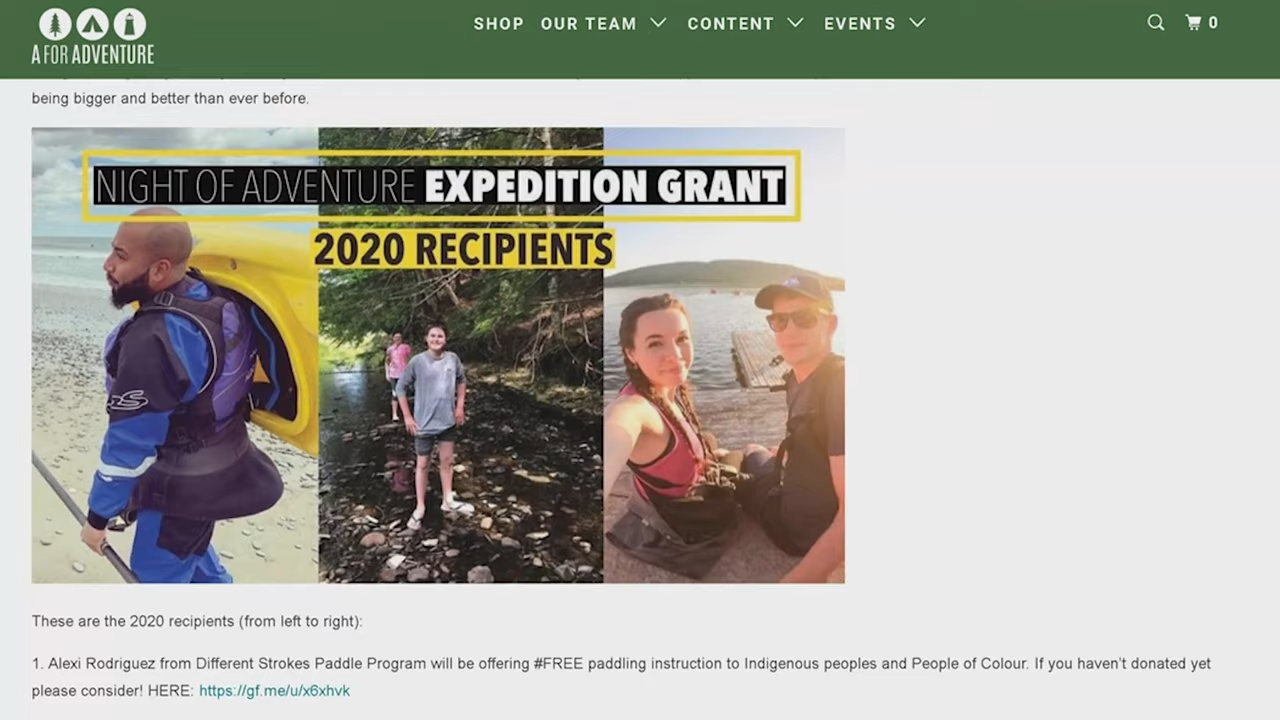 SHOP OUR TEAM CONTENT EVENTS 0
A FOR ADVENTURE
being bigger and better than ever before.
NIGHT OF ADVENTURE EXPEDITION GRANT
2020 RECIPIENTS
These are the 2020 recipients (from left to right):
1. Alexi Rodriguez from Different Strokes Paddle Program will be offering #FREE paddling instruction to Indigenous peoples and People of Colour. If you haven't donated yet
please consider! HERE: https://gf.me/u/x6xhvk